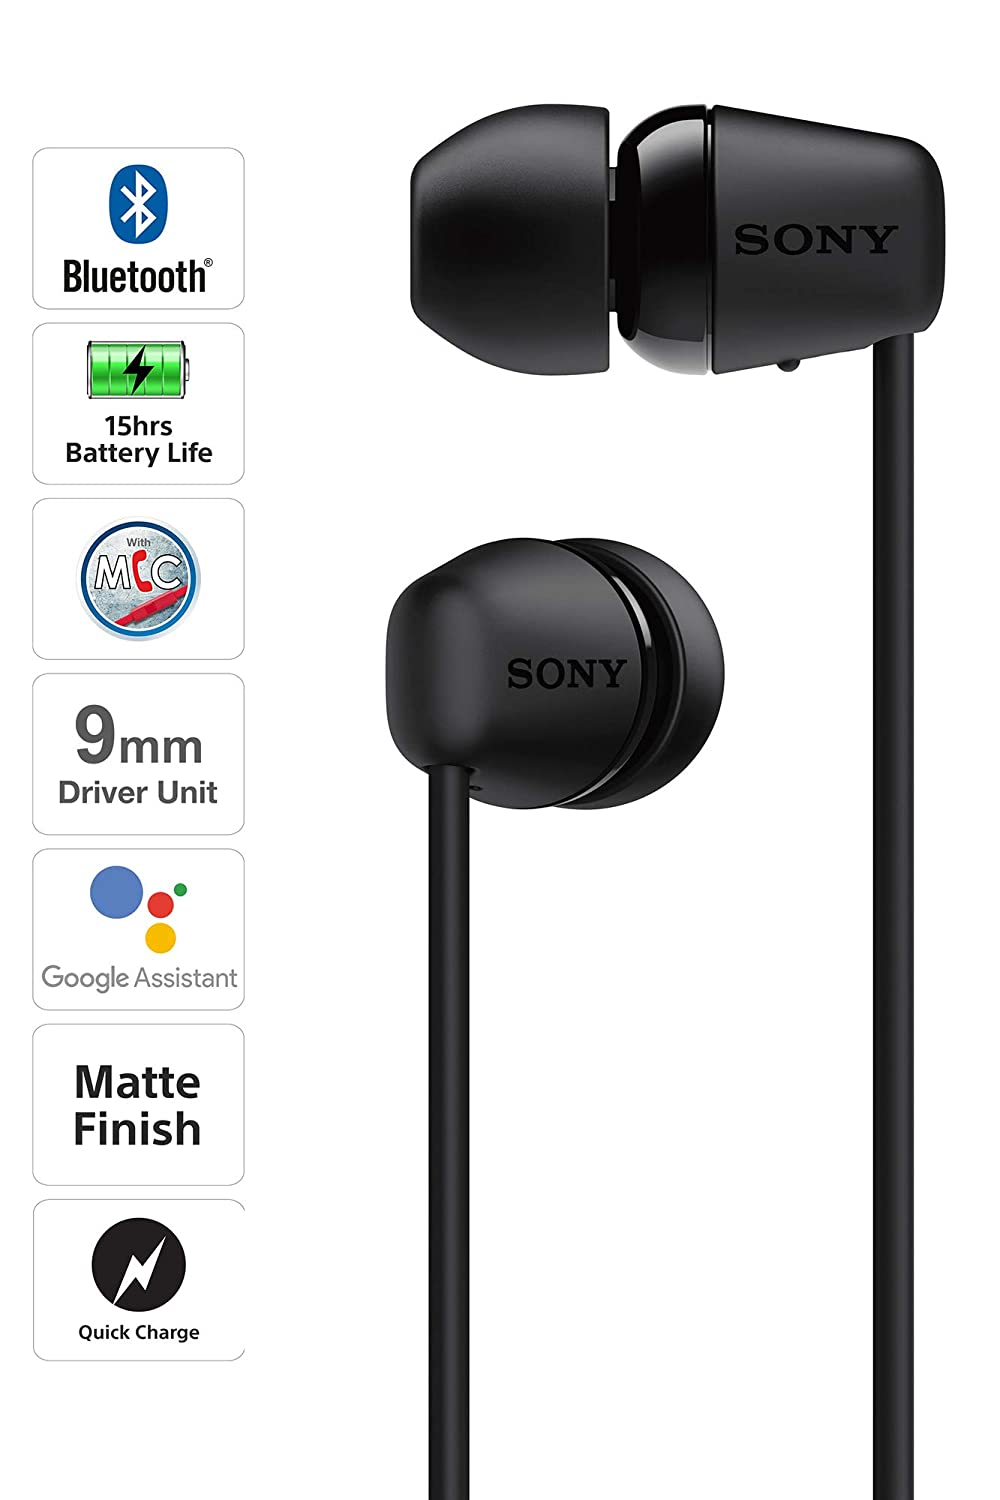 Bluetooth®
15hrs
Battery Life
With
MIC
9mm
Driver Unit
Google Assistant
Matte
Finish
Quick Charge
SONY
SONY